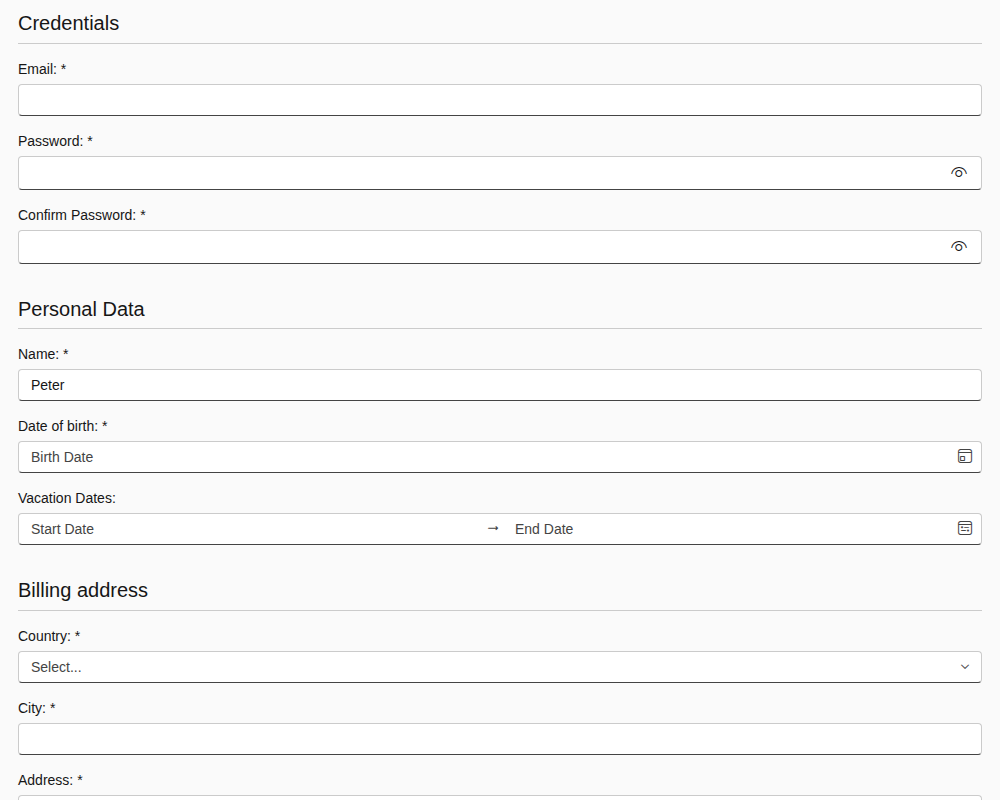 Credentials
Email: *
Password: *
Confirm Password: *
Personal Data
Name: *
Peter
Date of birth: *
Birth Date
Vacation Dates:
Start Date → End Date
Billing address
Country: *
Select...
City: *
Address: *